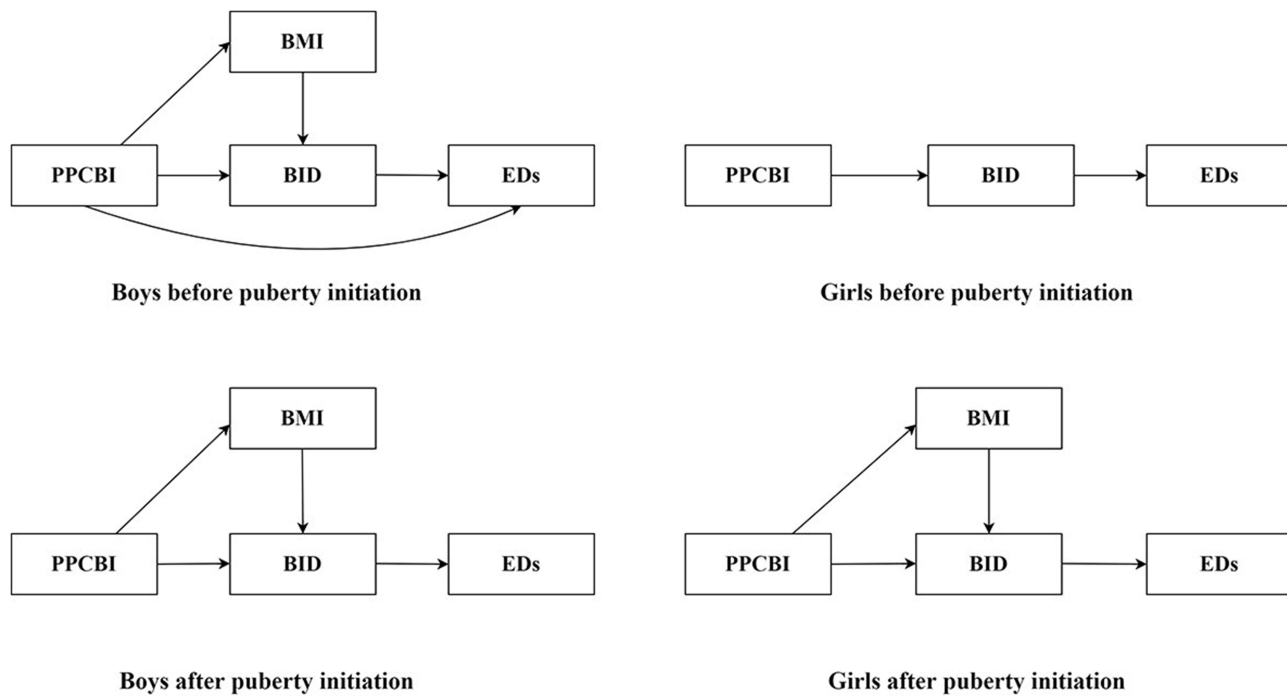 BMI
PPCBI
BID
EDs
Boys before puberty initiation
PPCBI
BID
EDs
Girls before puberty initiation
BMI
PPCBI
BID
EDs
Boys after puberty initiation
BMI
PPCBI
BID
EDs
Girls after puberty initiation